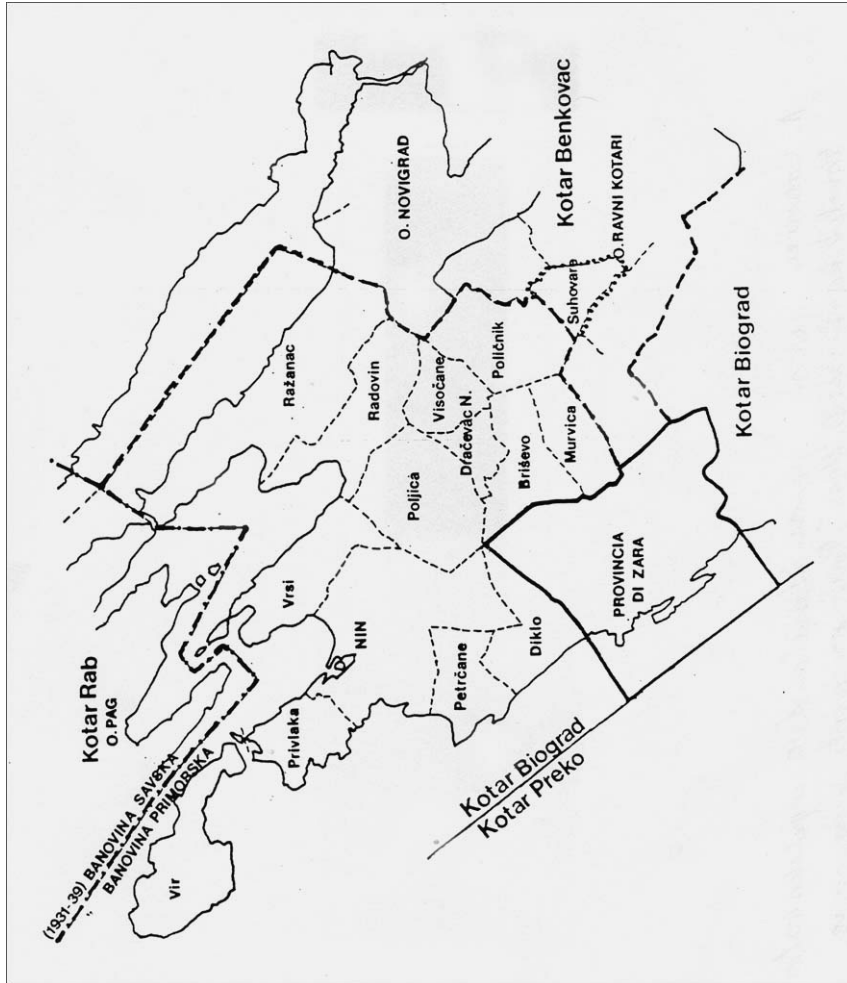 (1931-39) BANOVINA SAVSKA
BANOVINA PRIMORSKA
Kotar Rab
O. PAG
Vir
Privlaka
Vrsi
Ražanac
NIN
Radovin
Poljica
Visočane
Petrčane
Kotar Biograd
Kotar Preko
Dračevac N.
Poličnik
O. NOVIGRAD
Diklo
Briševo
Murvica
Kotar Benkovac
Suhovare
O. RAVNI KOTARI
PROVINCIA
DI ZARA
Kotar Biograd